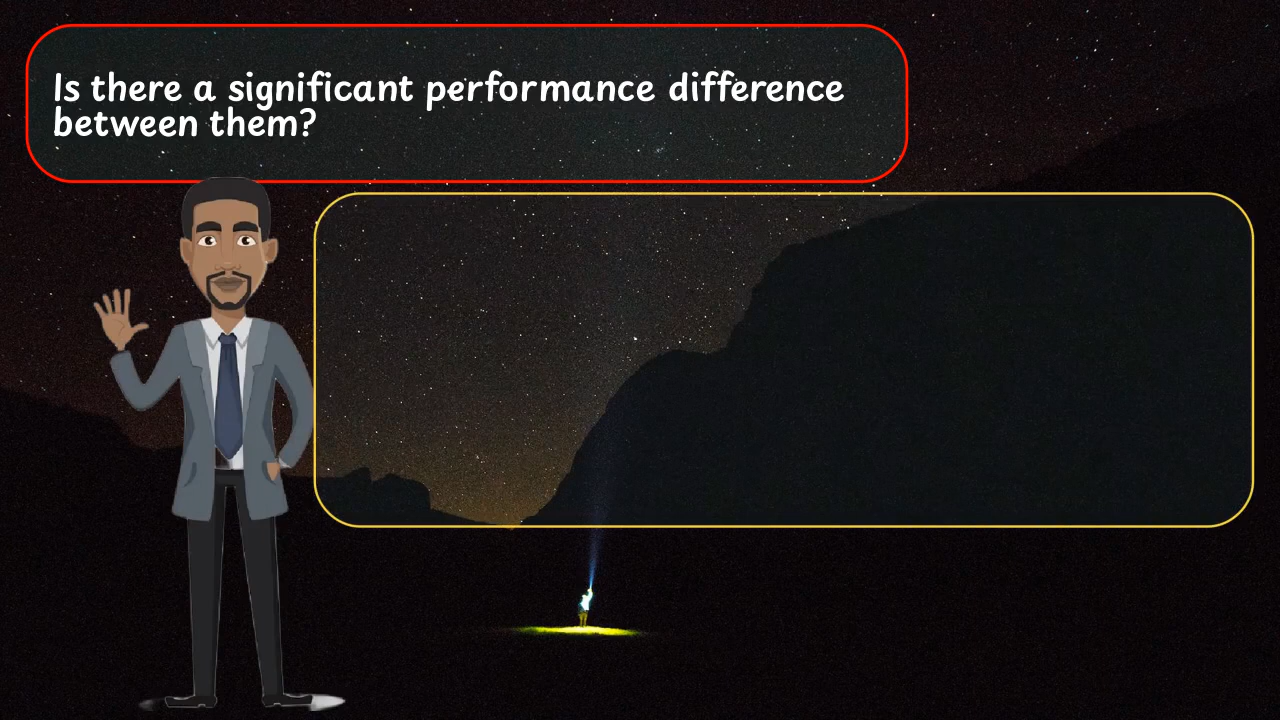 Is there a significant performance difference
between them?